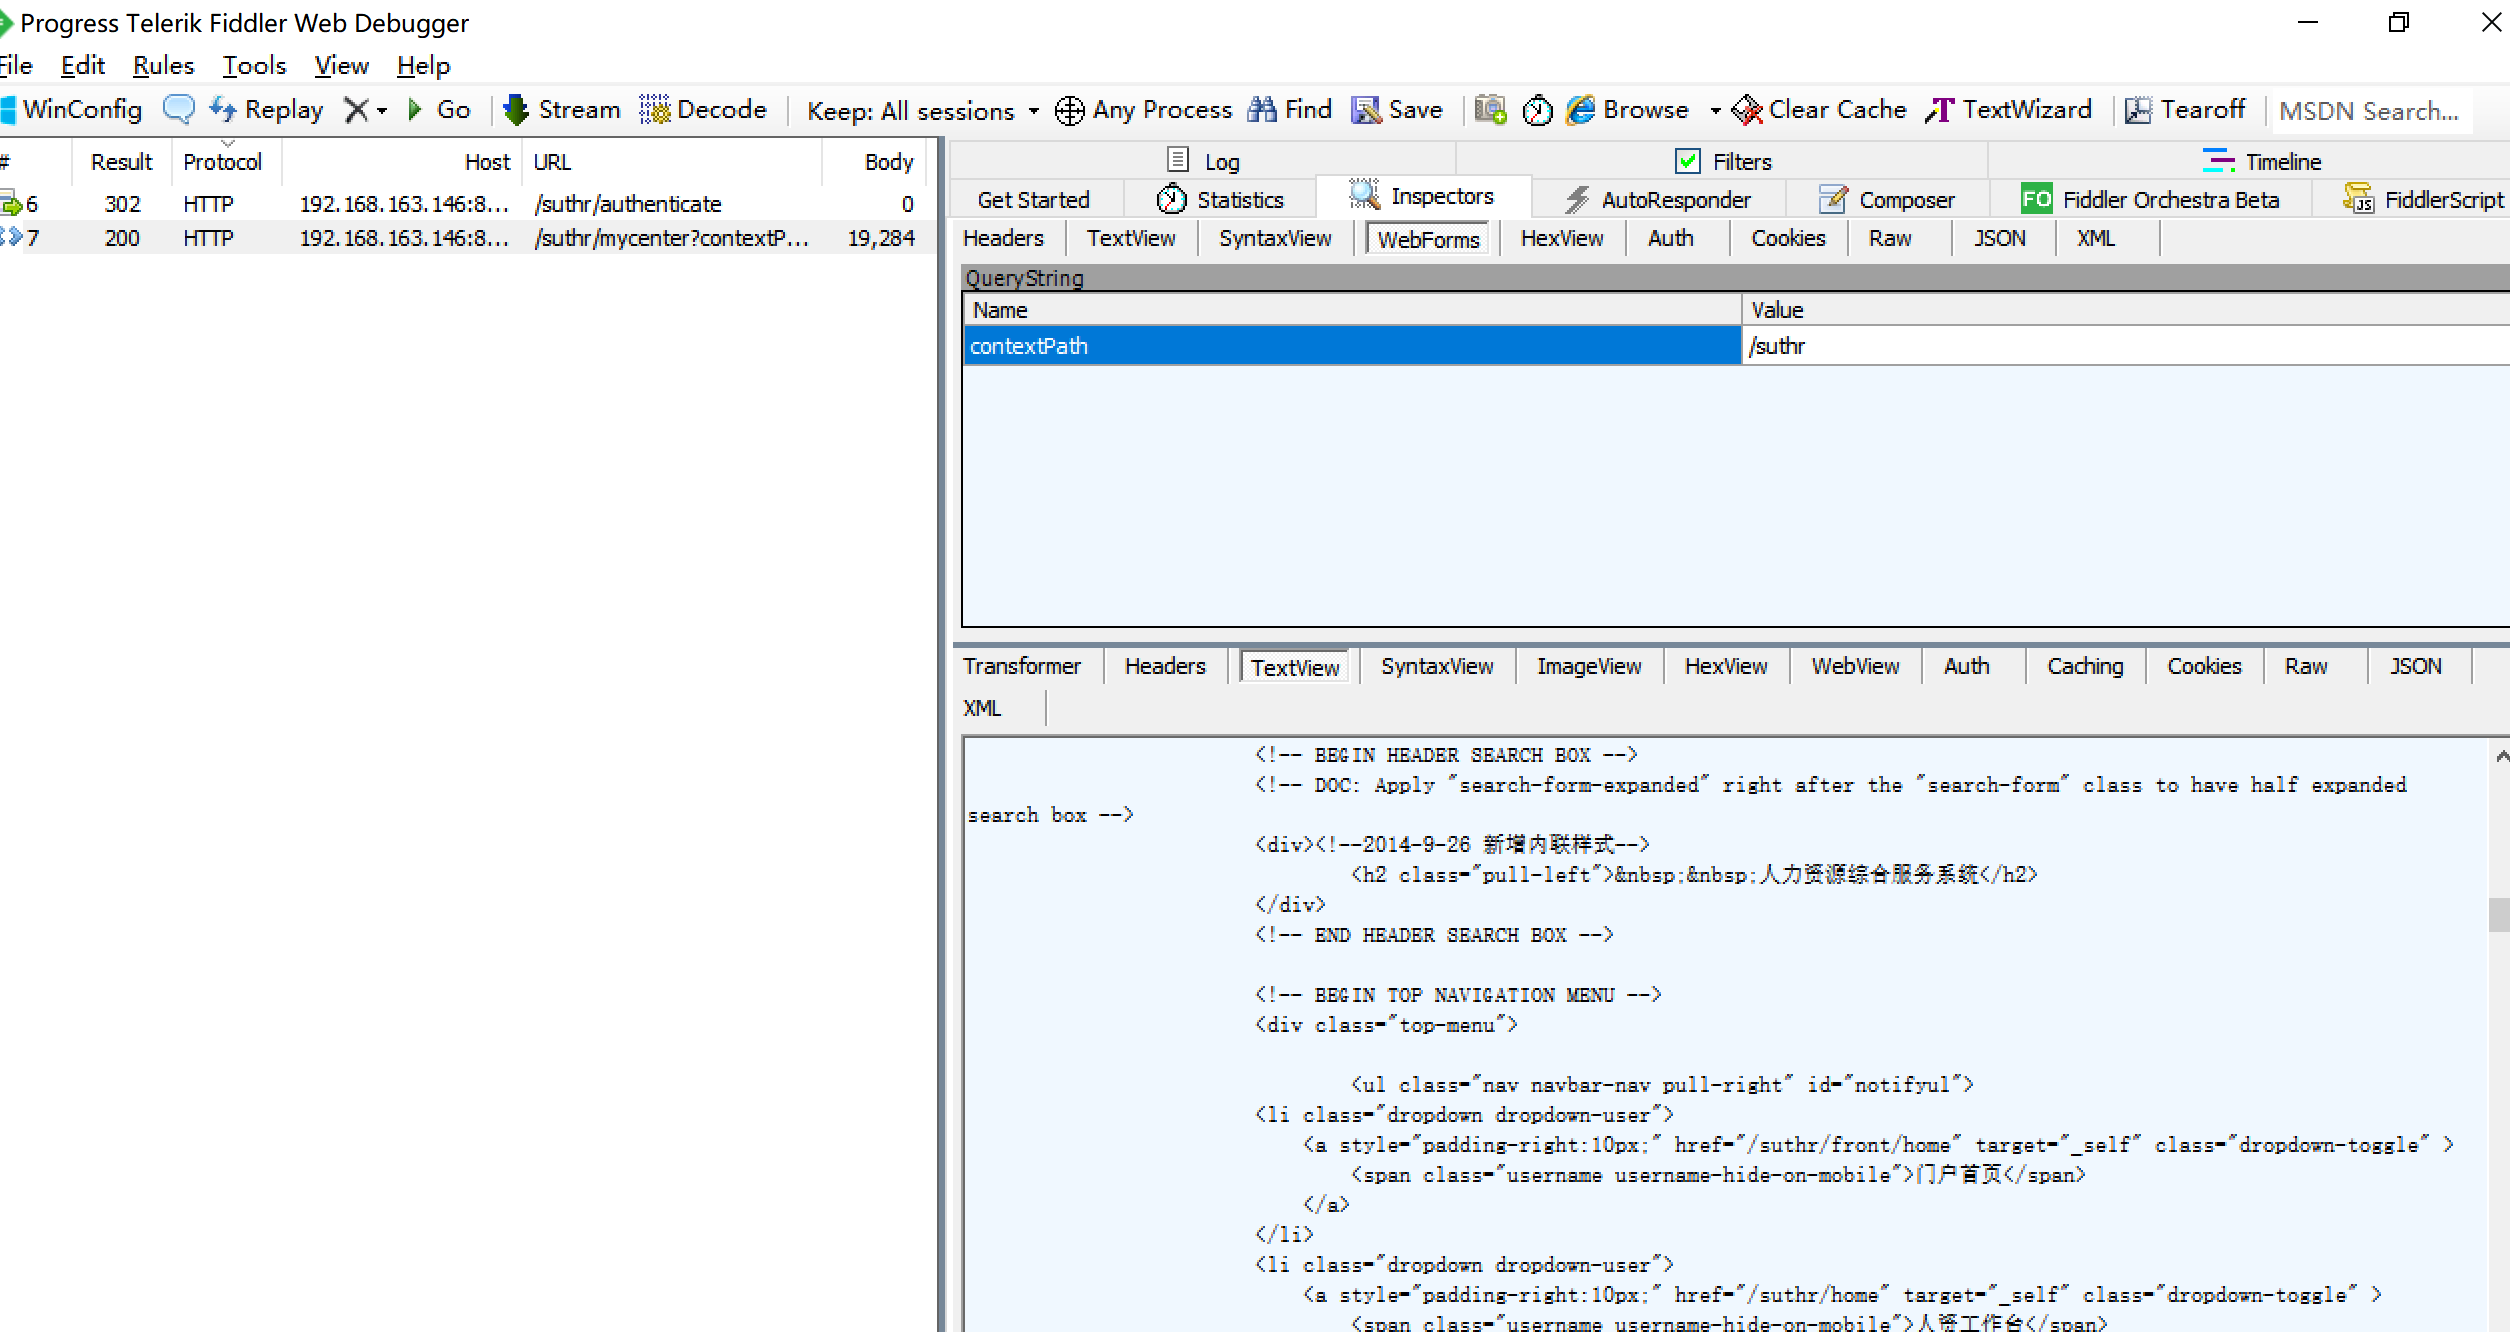 Progress Telerik Fiddler Web Debugger
File Edit Rules Tools View Help
WinConfig Replay Go Stream Decode Keep: All sessions Any Process Find Save Browse Clear Cache TextWizard Tearoff MSDN Search...
# Result Protocol Host URL Body
6 302 HTTP 192.168.163.146:8... /suthr/authenticate 0
7 200 HTTP 192.168.163.146:8... /suthr/mycenter?contextP... 19,284
Log Filters Timeline
Get Started Statistics Inspectors AutoResponder Composer FO Fiddler Orchestra Beta JS FiddlerScript
Headers TextView SyntaxView WebForms HexView Auth Cookies Raw JSON XML
QueryString
Name Value
contextPath /suthr
Transformer Headers TextView SyntaxView ImageView HexView WebView Auth Caching Cookies Raw JSON
XML
<!-- BEGIN HEADER SEARCH BOX -->
<!-- DOC: Apply "search-form-expanded" right after the "search-form" class to have half expanded
search box -->
<div><!--2014-9-26 新增内联样式-->
<h2 class="pull-left">&nbsp;&nbsp;人力资源综合服务系统</h2>
</div>
<!-- END HEADER SEARCH BOX -->
<!-- BEGIN TOP NAVIGATION MENU -->
<div class="top-menu">
<ul class="nav navbar-nav pull-right" id="notifyul">
<li class="dropdown dropdown-user">
<a style="padding-right:10px;" href="/suthr/front/home" target="_self" class="dropdown-toggle" >
<span class="username username-hide-on-mobile">门户首页</span>
</a>
</li>
<li class="dropdown dropdown-user">
<a style="padding-right:10px;" href="/suthr/home" target="_self" class="dropdown-toggle" >
<span class="username username-hide-on-mobile">人资工作台</span>